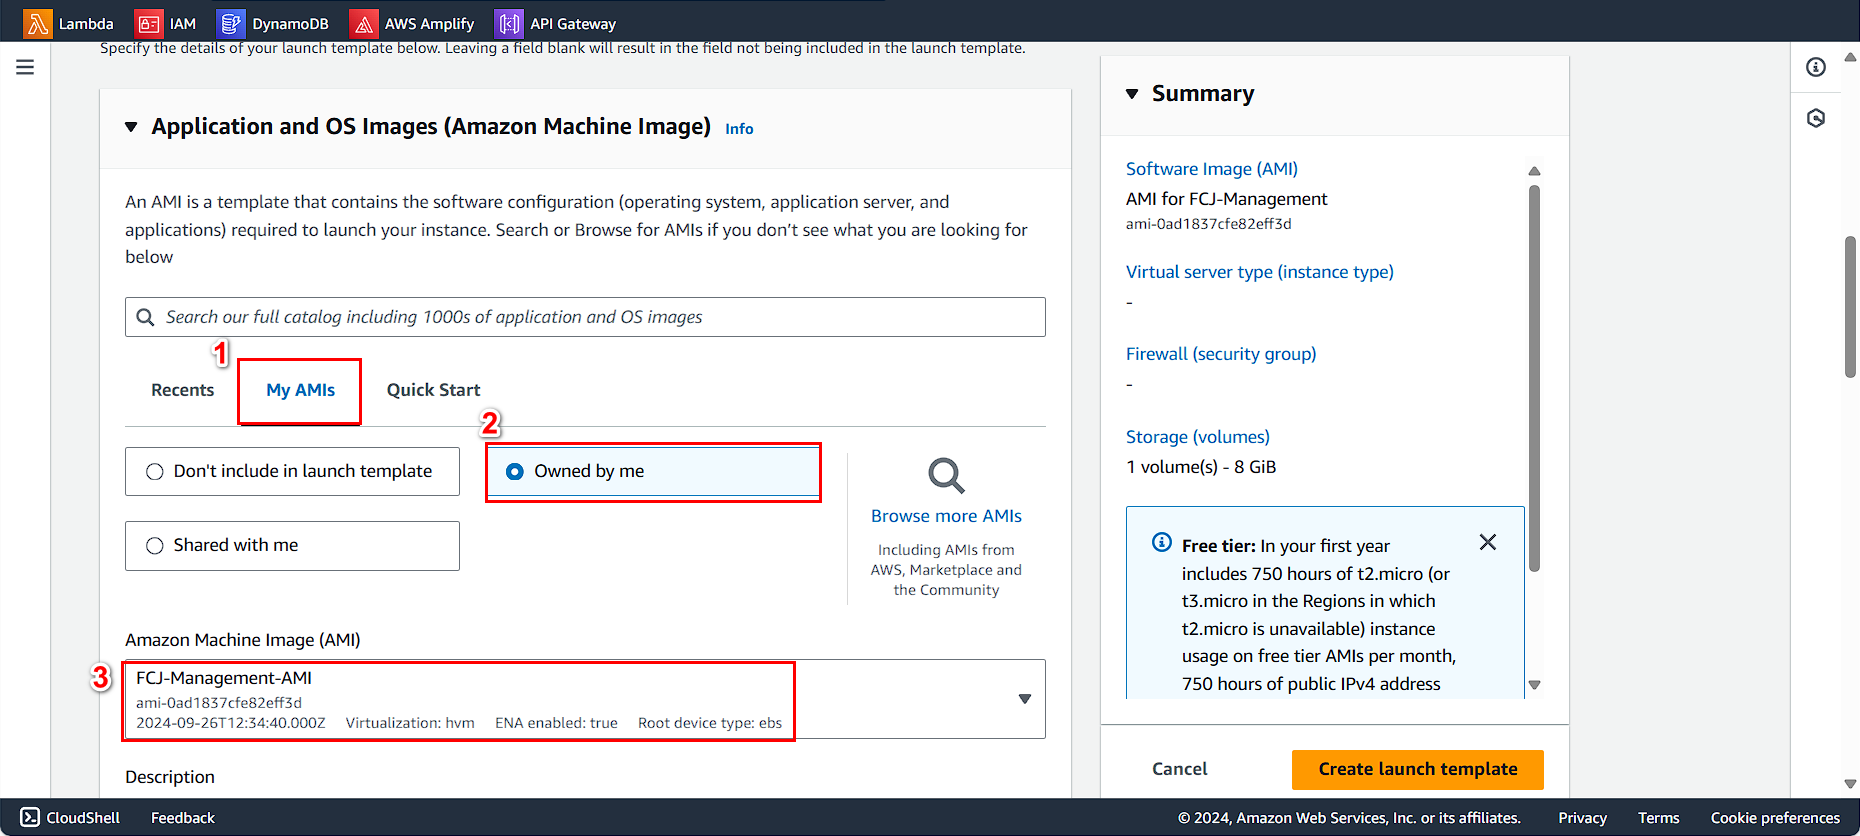 Lambda
IAM
DynamoDB
AWS Amplify
API Gateway
Specify the details of your launch template below. Leaving a field blank will result in the field not being included in the launch template.
Application and OS Images (Amazon Machine Image) Info
An AMI is a template that contains the software configuration (operating system, application server, and
applications) required to launch your instance. Search or Browse for AMIs if you don't see what you are looking for
below
Search our full catalog including 1000s of application and OS images
1
Recents
My AMIs
Quick Start
2
Don't include in launch template
Owned by me
Shared with me
Browse more AMIs
Including AMIs from
AWS, Marketplace and
the Community
Amazon Machine Image (AMI)
3
FCJ-Management-AMI
ami-0ad1837cfe82eff3d
2024-09-26T12:34:40.000Z Virtualization: hvm ENA enabled: true Root device type: ebs
Description
Summary
Software Image (AMI)
AMI for FCJ-Management
ami-0ad1837cfe82eff3d
Virtual server type (instance type)
-
Firewall (security group)
-
Storage (volumes)
1 volume(s) - 8 GiB
Free tier: In your first year
includes 750 hours of t2.micro (or
t3.micro in the Regions in which
t2.micro is unavailable) instance
usage on free tier AMIs per month,
750 hours of public IPv4 address
Cancel
Create launch template
CloudShell
Feedback
© 2024, Amazon Web Services, Inc. or its affiliates.
Privacy
Terms
Cookie preferences